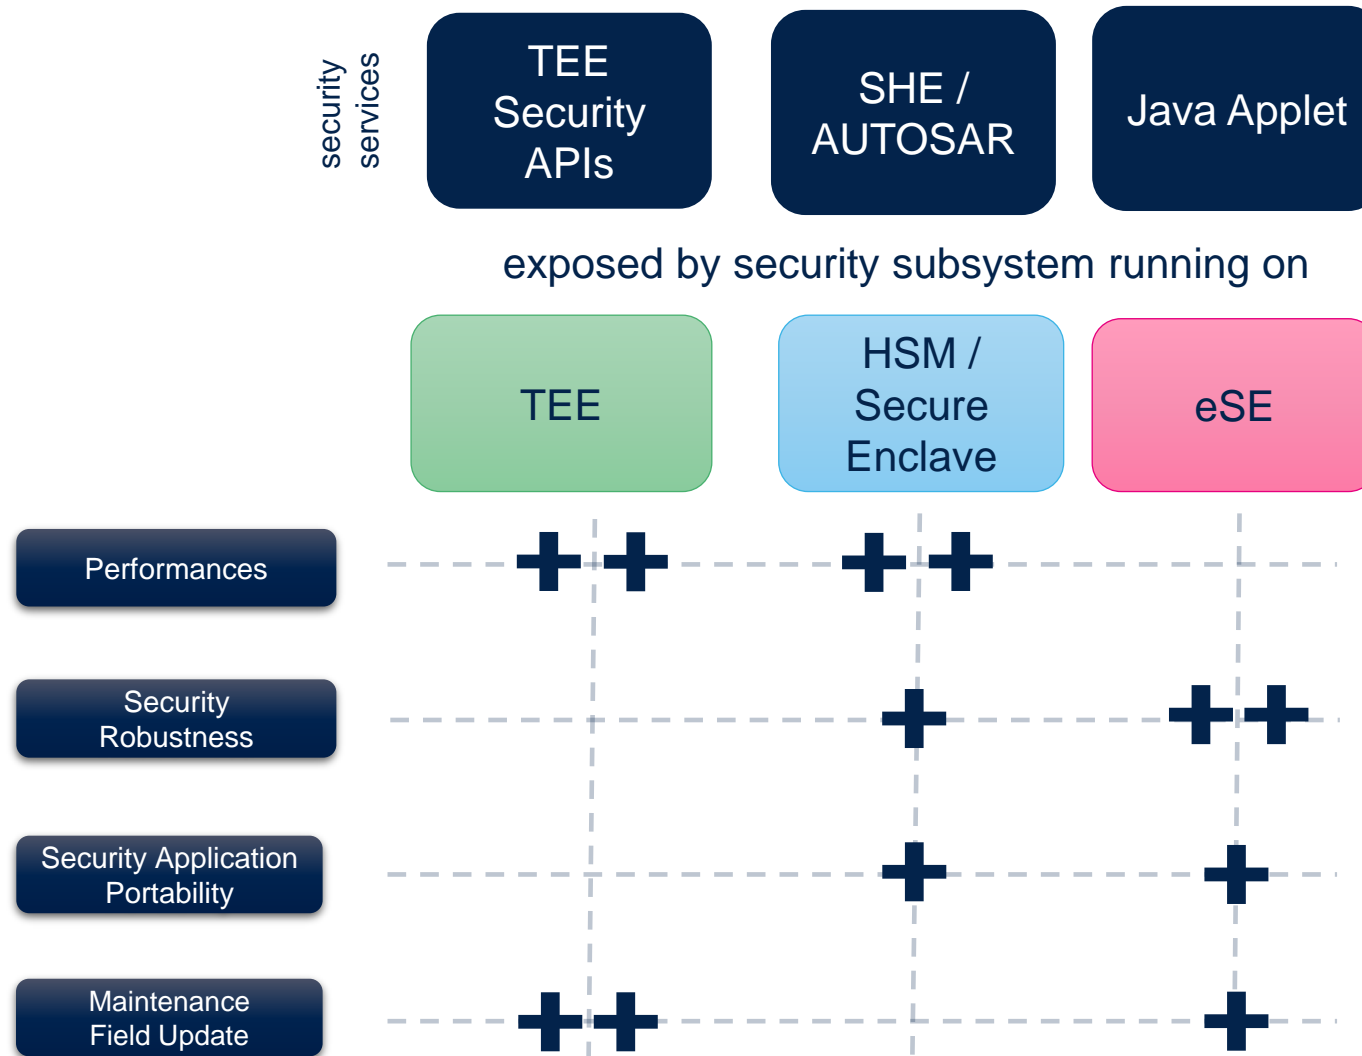 security
services
TEE
Security
APIs
SHE /
AUTOSAR
Java Applet
exposed by security subsystem running on
TEE
HSM /
Secure
Enclave
eSE
Performances
Security
Robustness
Security Application
Portability
Maintenance
Field Update